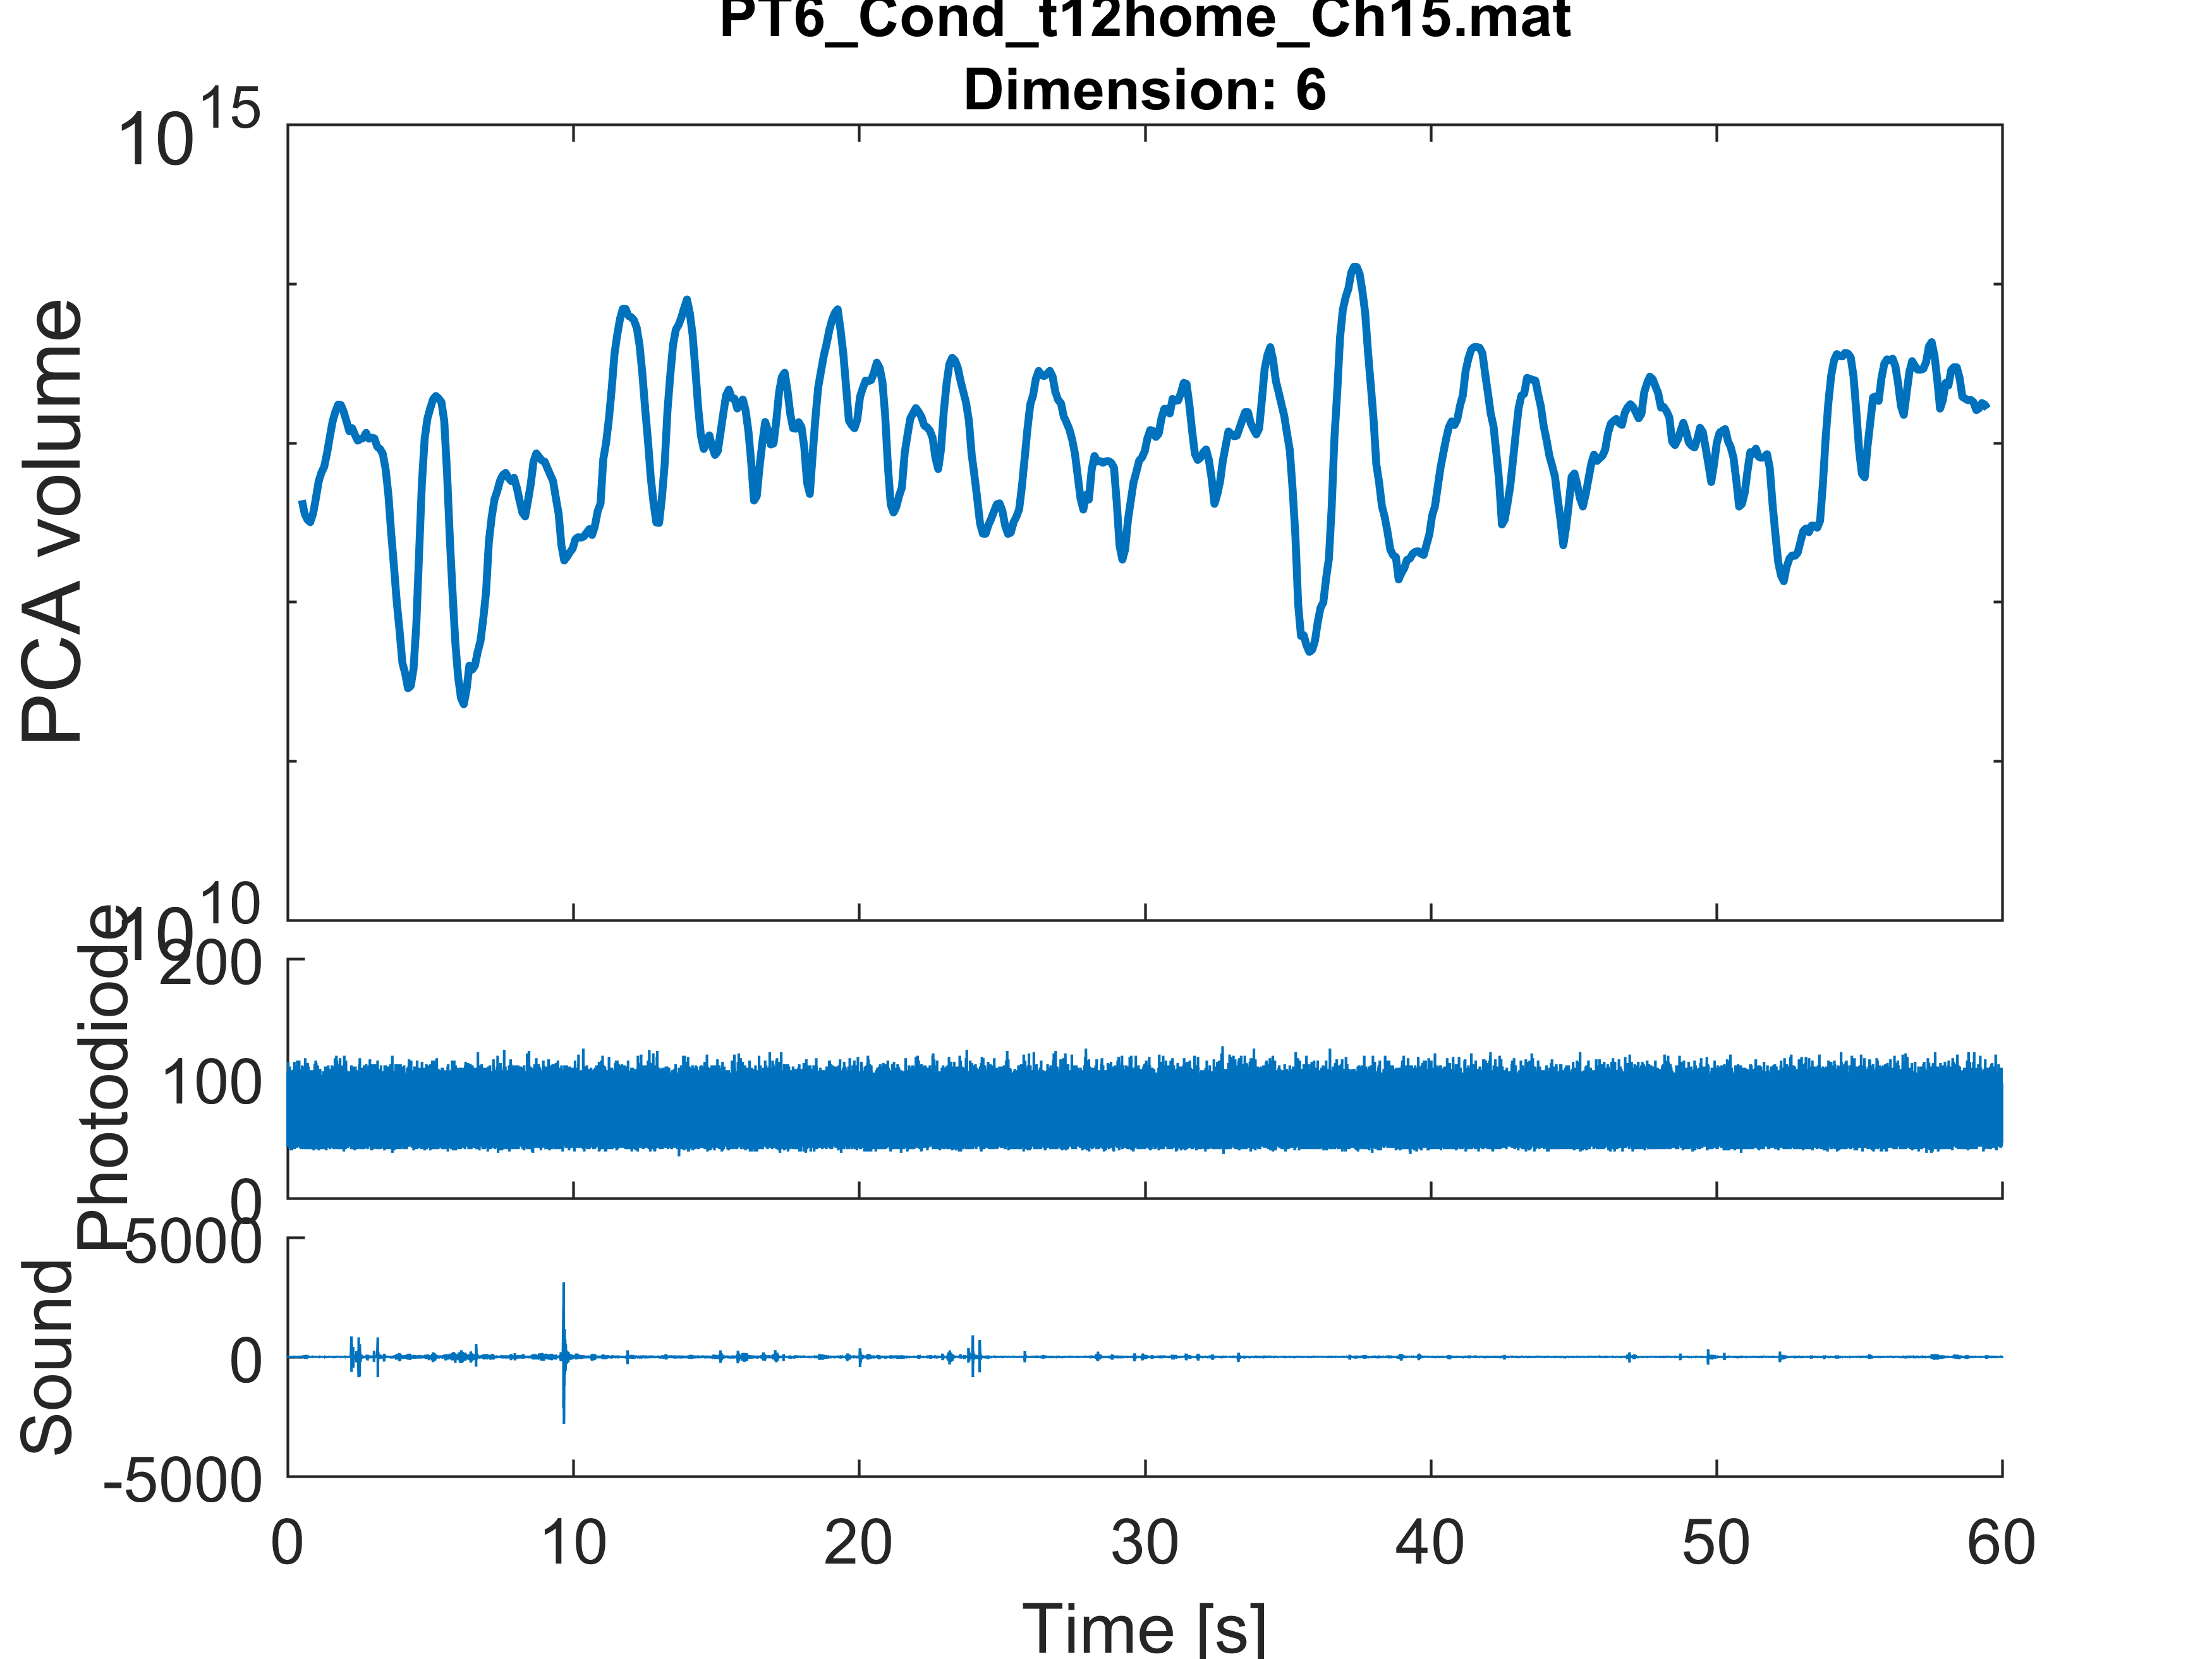 PT6_Cond_t12home_Ch15.mat
Dimension: 6
10^15
PCA volume
10^10
200
100
0
Photodiode
5000
0
-5000
Sound
0 10 20 30 40 50 60
Time [s]